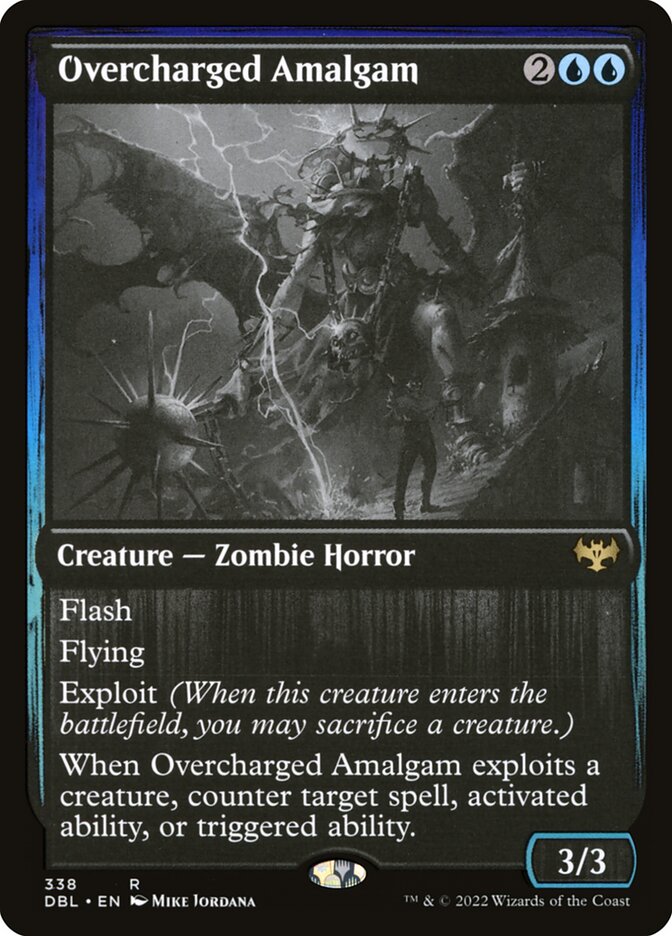 Overcharged Amalgam 2
Creature — Zombie Horror
Flash
Flying
Exploit (When this creature enters the
battlefield, you may sacrifice a creature.)
When Overcharged Amalgam exploits a
creature, counter target spell, activated
ability, or triggered ability.
3/3
338 R
DBL • EN Mike Jordana ™ & © 2022 Wizards of the Coast